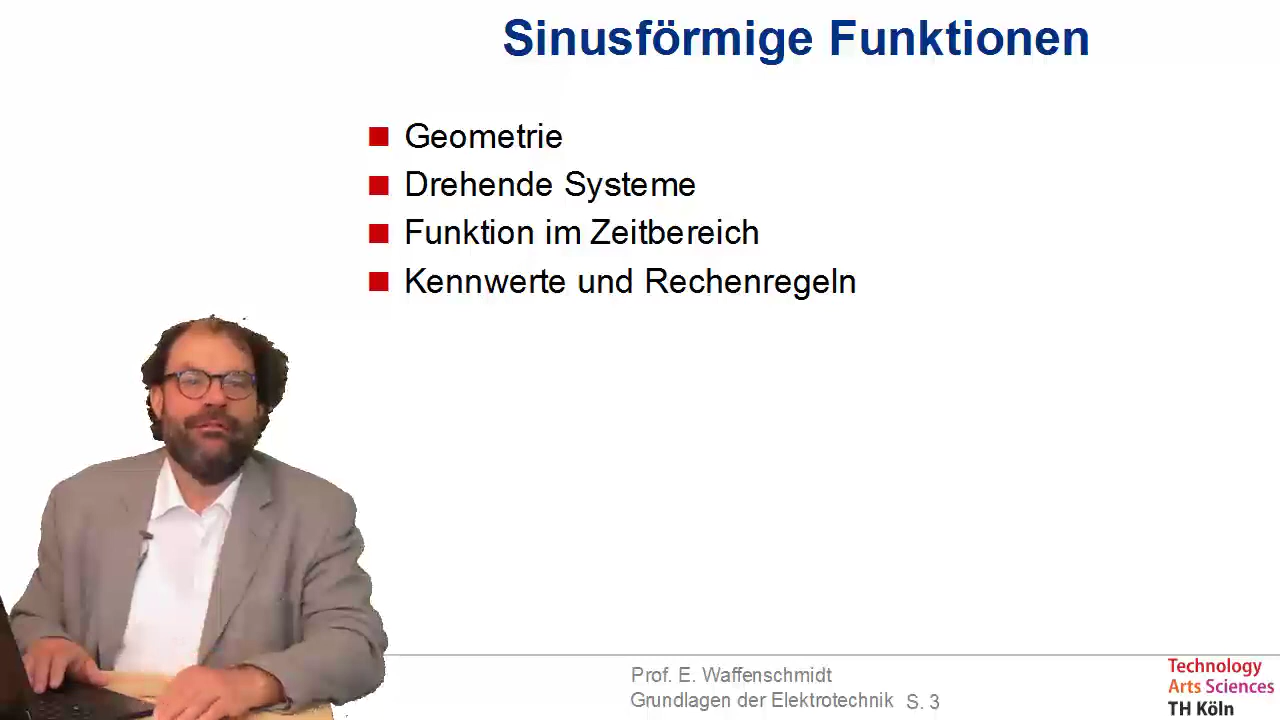 Sinusförmige Funktionen
Geometrie
Drehende Systeme
Funktion im Zeitbereich
Kennwerte und Rechenregeln
Prof. E. Waffenschmidt
Grundlagen der Elektrotechnik S. 3
Technology
Arts Sciences
TH Köln